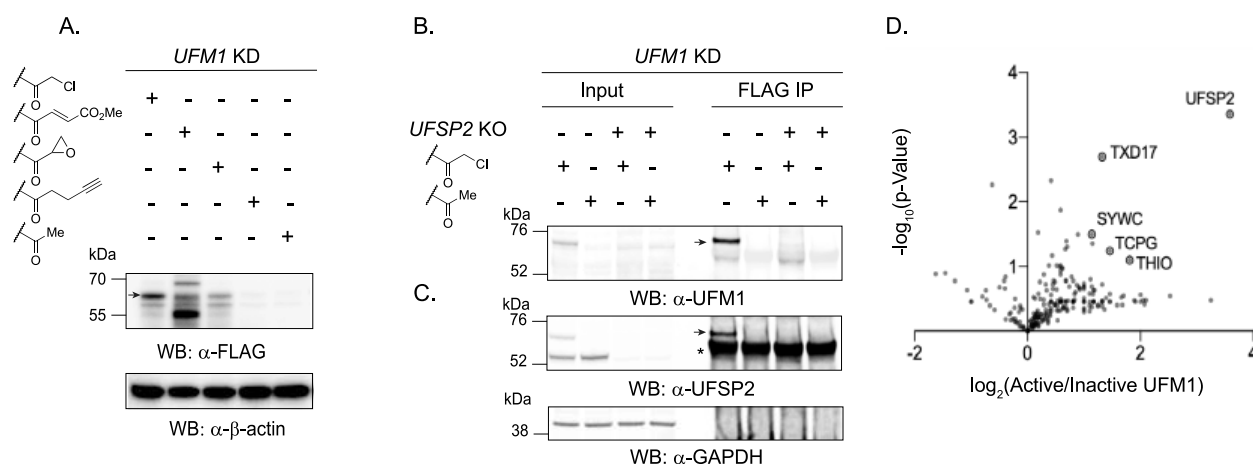 A.
UFM1 KD
Cl
O
+ - - - -
CO₂Me
O
- + - - -
O
O
- - + - -
O
- - - + -
Me
O
- - - - +
kDa
70
55
WB: α-FLAG
WB: α-β-actin
B.
UFM1 KD
Input FLAG IP
UFSP2 KO - - + + - - + +
Cl
O
+ - + - + - + -
Me
O
- + - + - + - +
kDa
76
52
WB: α-UFM1
C.
kDa
76
52
*
WB: α-UFSP2
kDa
38
WB: α-GAPDH
D.
-log₁₀(p-Value)
4
3
2
1
UFSP2
TXD17
SYWC
TCPG
THIO
-2 0 2 4
log₂(Active/Inactive UFM1)